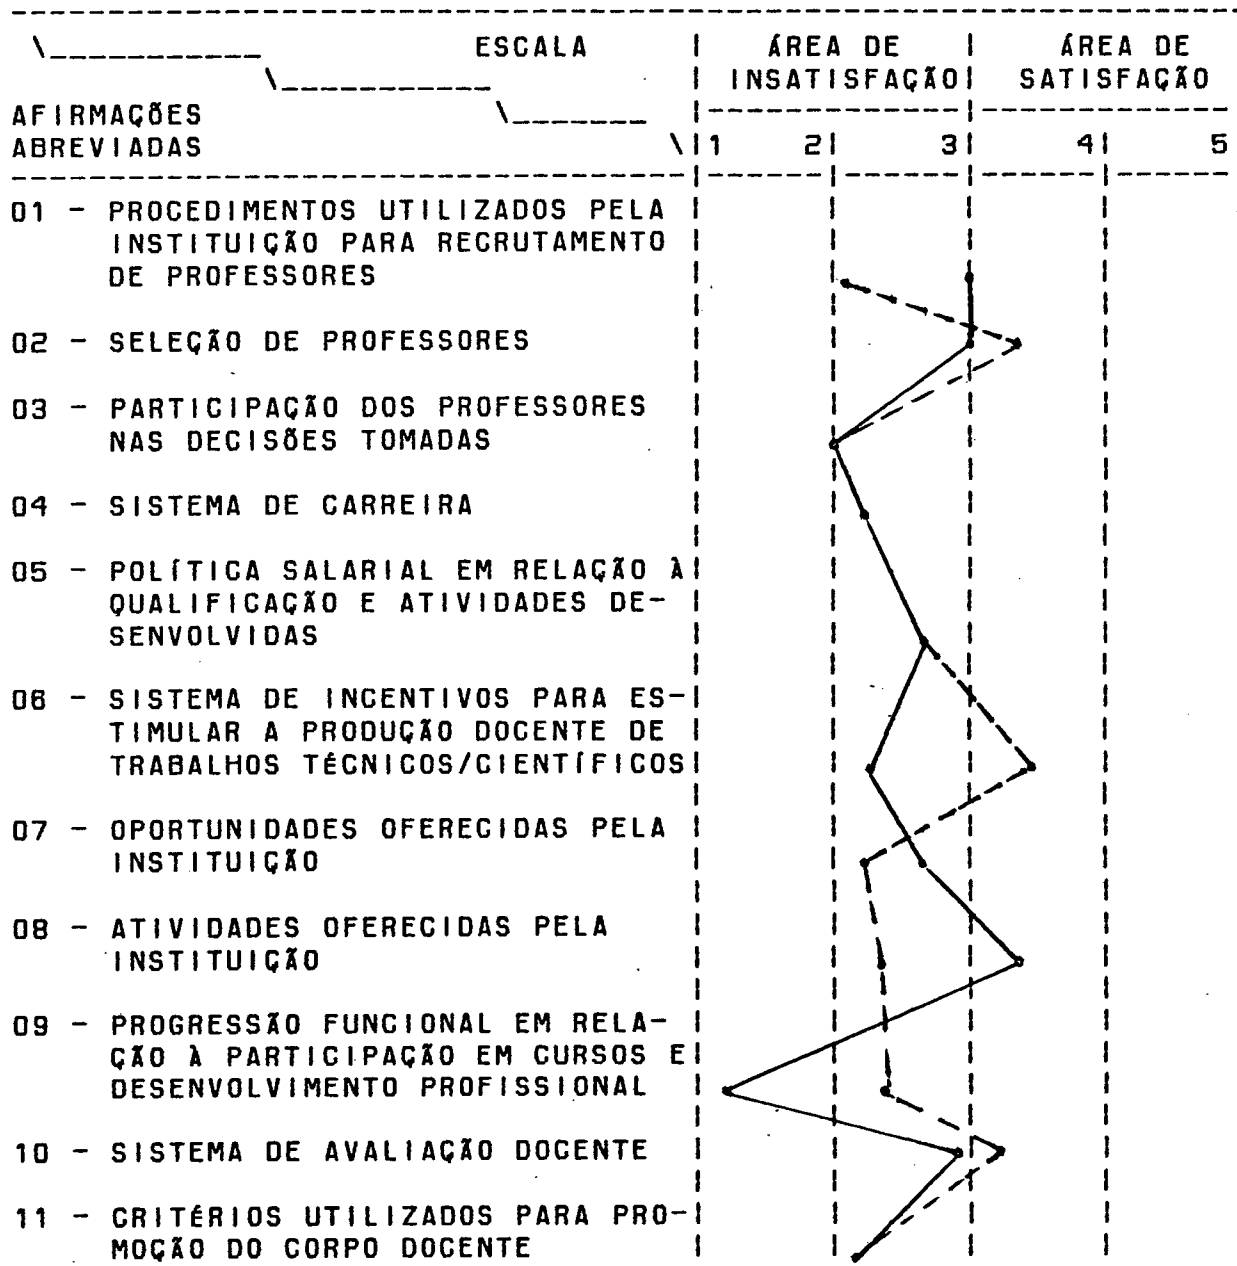 ESCALA ÁREA DE ÁREA DE
INSATISFAÇÃO SATISFAÇÃO
AFIRMAÇÕES
ABREVIADAS 1 2 3 4 5
01 - PROCEDIMENTOS UTILIZADOS PELA
INSTITUIÇÃO PARA RECRUTAMENTO
DE PROFESSORES
02 - SELEÇÃO DE PROFESSORES
03 - PARTICIPAÇÃO DOS PROFESSORES
NAS DECISÕES TOMADAS
04 - SISTEMA DE CARREIRA
05 - POLÍTICA SALARIAL EM RELAÇÃO À
QUALIFICAÇÃO E ATIVIDADES DE-
SENVOLVIDAS
06 - SISTEMA DE INCENTIVOS PARA ES-
TIMULAR A PRODUÇÃO DOCENTE DE
TRABALHOS TÉCNICOS/CIENTÍFICOS
07 - OPORTUNIDADES OFERECIDAS PELA
INSTITUIÇÃO
08 - ATIVIDADES OFERECIDAS PELA
INSTITUIÇÃO
09 - PROGRESSÃO FUNCIONAL EM RELA-
ÇÃO À PARTICIPAÇÃO EM CURSOS E
DESENVOLVIMENTO PROFISSIONAL
10 - SISTEMA DE AVALIAÇÃO DOCENTE
11 - CRITÉRIOS UTILIZADOS PARA PRO-
MOÇÃO DO CORPO DOCENTE